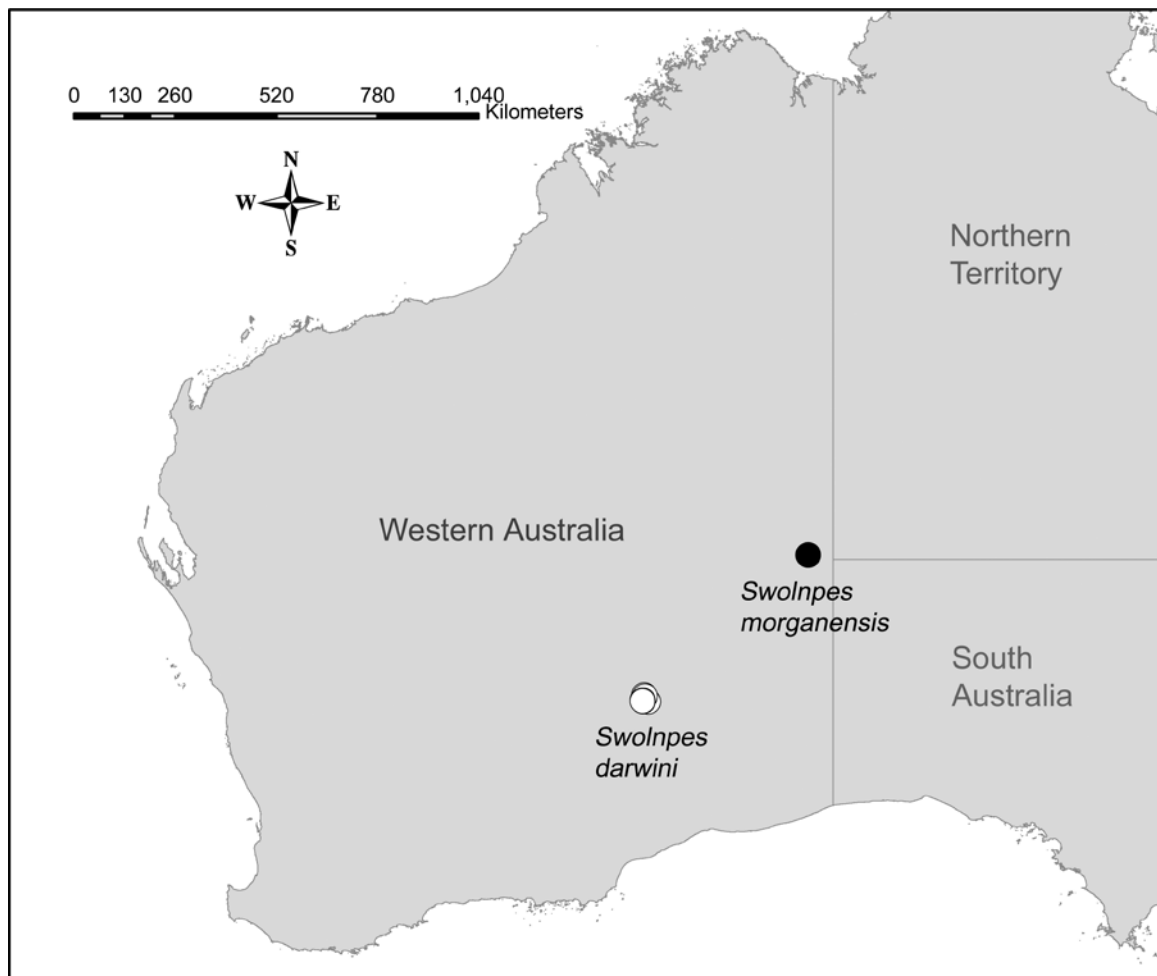 0 130 260 520 780 1,040
Kilometers
N
W E
S
Northern
Territory
Western Australia
Swolnpes
morganensis
South
Australia
Swolnpes
darwini